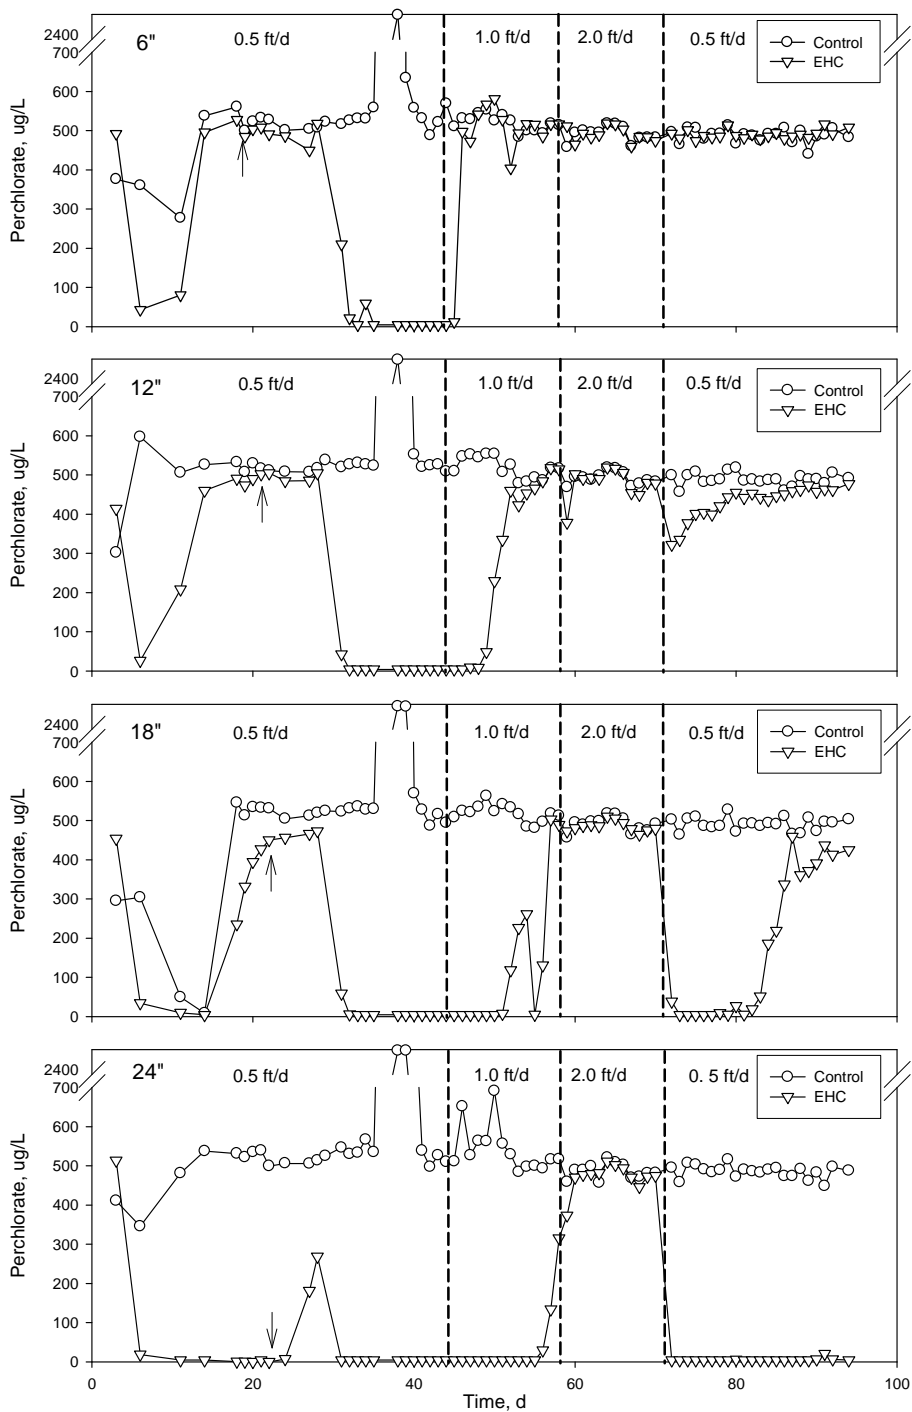 2400
6" 0.5 ft/d 1.0 ft/d 2.0 ft/d 0.5 ft/d
Control
EHC
700
600
500
400
300
200
100
0
Perchlorate, ug/L
2400
12" 0.5 ft/d 1.0 ft/d 2.0 ft/d 0.5 ft/d
Control
EHC
700
600
500
400
300
200
100
0
Perchlorate, ug/L
2400
18" 0.5 ft/d 1.0 ft/d 2.0 ft/d 0.5 ft/d
Control
EHC
700
600
500
400
300
200
100
0
Perchlorate, ug/L
2400
24" 0.5 ft/d 1.0 ft/d 2.0 ft/d 0. 5 ft/d
Control
EHC
700
600
500
400
300
200
100
0
Perchlorate, ug/L
0 20 40 60 80 100
Time, d